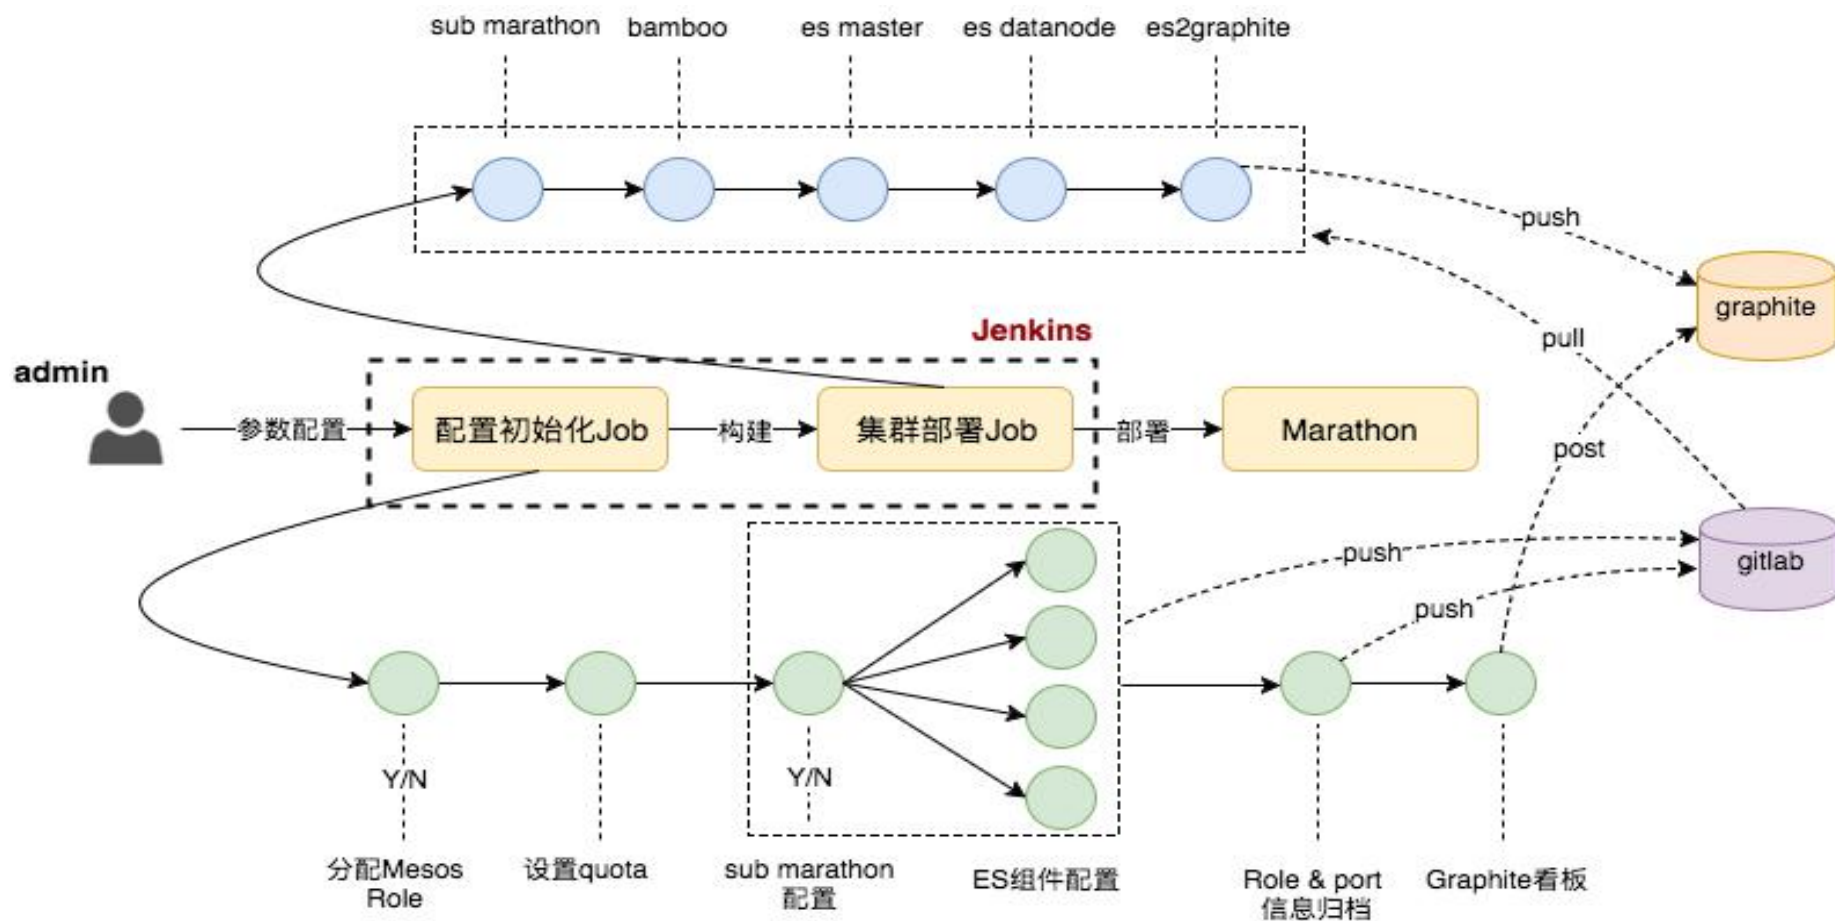 sub marathon
bamboo
es master
es datanode
es2graphite
push
graphite
Jenkins
pull
admin
参数配置
配置初始化Job
构建
集群部署Job
部署
Marathon
post
push
gitlab
push
Y/N
Y/N
分配Mesos
Role
设置quota
sub marathon
配置
ES组件配置
Role & port
信息归档
Graphite看板